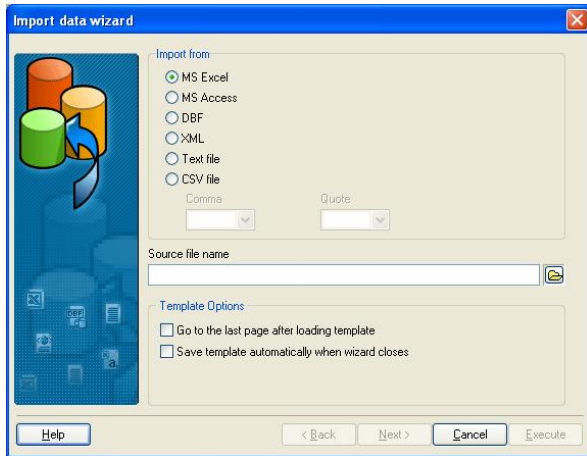 Import data wizard
Import from
MS Excel
MS Access
DBF
XML
Text file
CSV file
Comma Quote
Source file name
Template Options
Go to the last page after loading template
Save template automatically when wizard closes
Help < Back Next > Cancel Execute
DBF